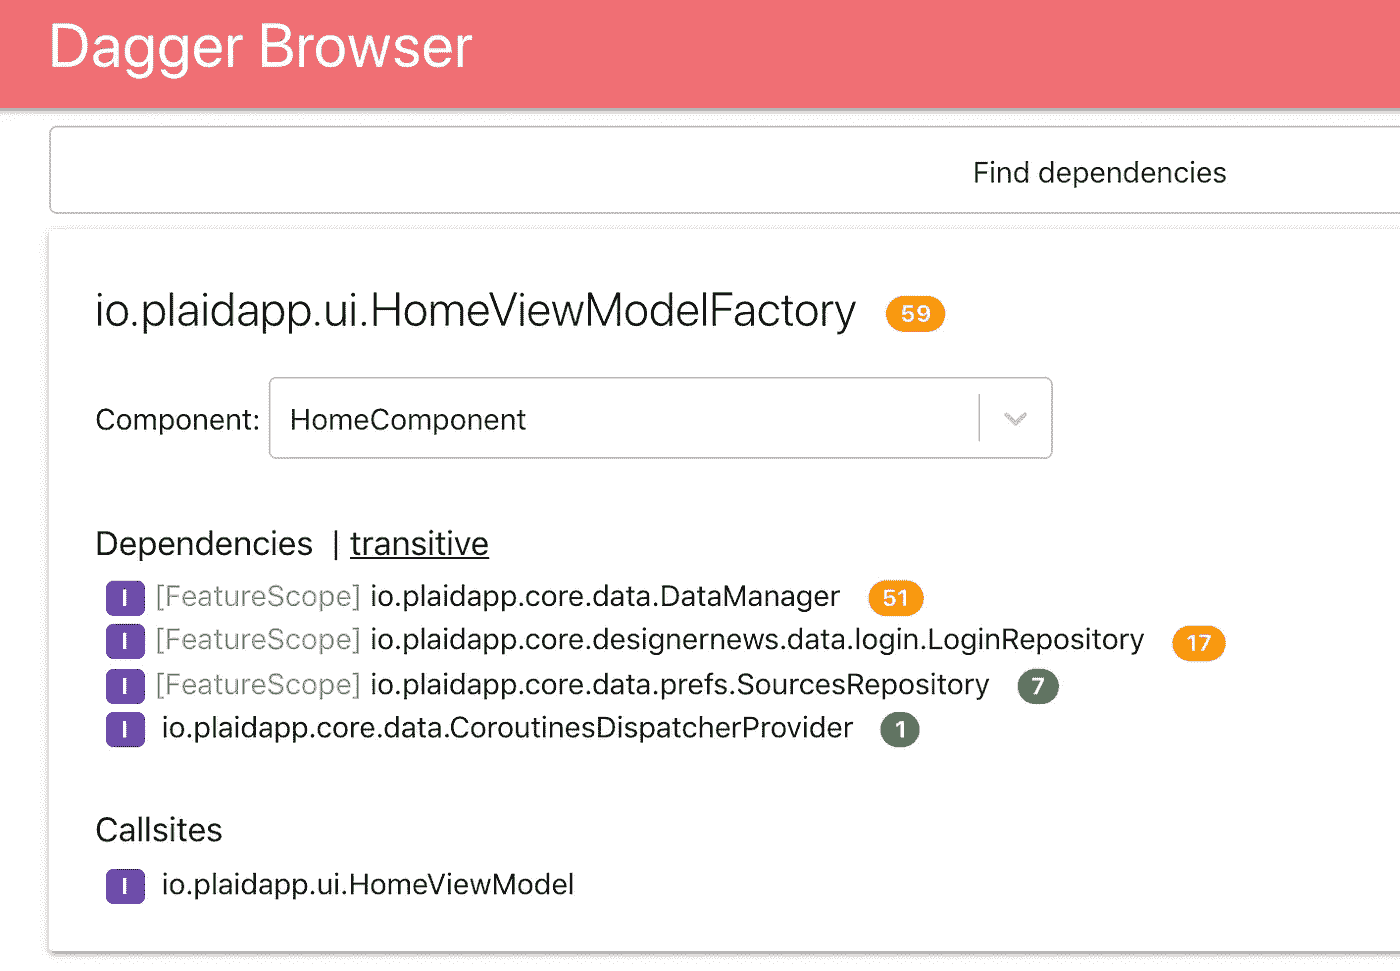 Dagger Browser
Find dependencies
io.plaidapp.ui.HomeViewModelFactory 59
Component: HomeComponent
Dependencies | transitive
I [FeatureScope] io.plaidapp.core.data.DataManager 51
I [FeatureScope] io.plaidapp.core.designernews.data.login.LoginRepository 17
I [FeatureScope] io.plaidapp.core.data.prefs.SourcesRepository 7
I io.plaidapp.core.data.CoroutinesDispatcherProvider 1
Callsites
I io.plaidapp.ui.HomeViewModel